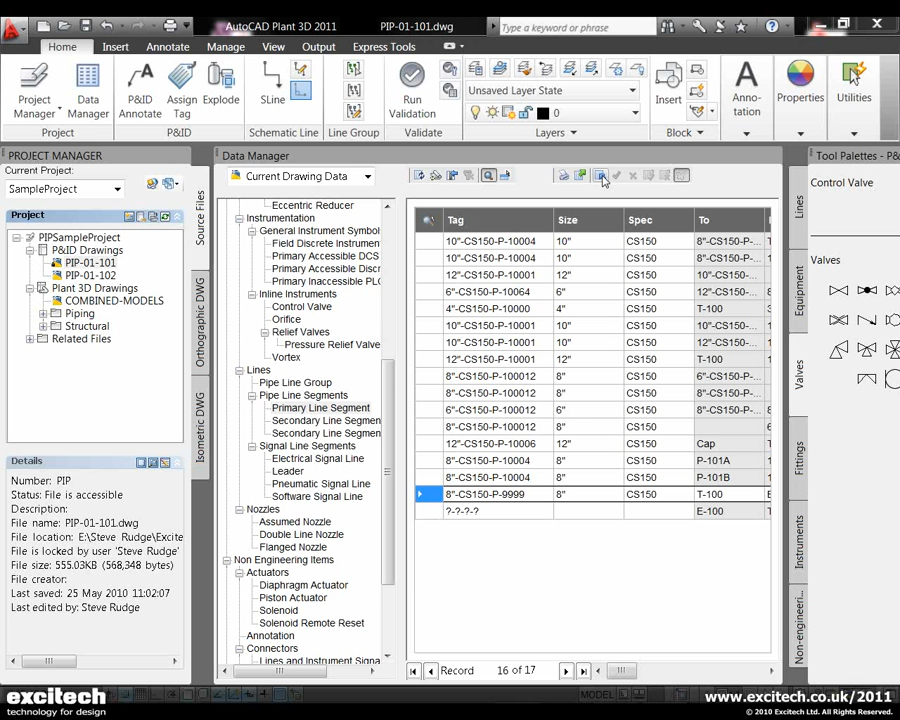 AutoCAD Plant 3D 2011 PIP-01-101.dwg Type a keyword or phrase
Home Insert Annotate Manage View Output Express Tools
Project Manager
Data Manager
P&ID Annotate
Assign Tag
Explode
SLine
Run Validation
Unsaved Layer State
0
Insert
Anno-tation
Properties
Utilities
Project P&ID Schematic Line Line Group Validate Layers Block
PROJECT MANAGER
Current Project:
SampleProject
Project
PIPSampleProject
P&ID Drawings
PIP-01-101
PIP-01-102
Plant 3D Drawings
COMBINED-MODELS
Piping
Structural
Related Files
Source Files
Orthographic DWG
Isometric DWG
Details
Number: PIP
Status: File is accessible
Description:
File name: PIP-01-101.dwg
File location: E:\Steve Rudge\Excite
File is locked by user 'Steve Rudge'
File size: 555.03KB (568,348 bytes)
File creator:
Last saved: 25 May 2010 11:02:07
Last edited by: Steve Rudge
Data Manager
Current Drawing Data
Eccentric Reducer
Instrumentation
General Instrument Symbol
Field Discrete Instrumen
Primary Accessible DCS
Primary Accessible Discr
Primary Inaccessible PLC
Inline Instruments
Control Valve
Orifice
Relief Valves
Pressure Relief Valve
Vortex
Lines
Pipe Line Group
Pipe Line Segments
Primary Line Segment
Secondary Line Segmen
Secondary Line Segmen
Signal Line Segments
Electrical Signal Line
Leader
Pneumatic Signal Line
Software Signal Line
Nozzles
Assumed Nozzle
Double Line Nozzle
Flanged Nozzle
Non Engineering Items
Actuators
Diaphragm Actuator
Piston Actuator
Solenoid
Solenoid Remote Reset
Annotation
Connectors
Lines and Instrument Signa
Tag Size Spec To
10"-CS150-P-10004 10" CS150 8"-CS150-P-...
10"-CS150-P-10004 10" CS150 8"-CS150-P-...
12"-CS150-P-10001 12" CS150 10"-CS150-P-...
6"-CS150-P-10064 6" CS150 12"-CS150-P-...
4"-CS150-P-10000 4" CS150 T-100
10"-CS150-P-10001 10" CS150 10"-CS150-P-...
10"-CS150-P-10001 10" CS150 12"-CS150-P-...
12"-CS150-P-10001 12" CS150 T-100
8"-CS150-P-100012 8" CS150 6"-CS150-P-...
8"-CS150-P-100012 8" CS150 8"-CS150-P-...
6"-CS150-P-100012 6" CS150 8"-CS150-P-...
8"-CS150-P-100012 8" CS150
12"-CS150-P-10006 12" CS150 Cap
8"-CS150-P-10004 8" CS150 P-101A
8"-CS150-P-10004 8" CS150 P-101B
8"-CS150-P-9999 8" CS150 T-100
?-?-?-? E-100
Record 16 of 17
Tool Palettes - P&
Control Valve
Valves
Lines
Equipment
Valves
Fittings
Instruments
Non-engineeri...
MODEL
excitech
technology for design
www.excitech.co.uk/2011
© 2010 Excitech Ltd. All Rights Reserved.